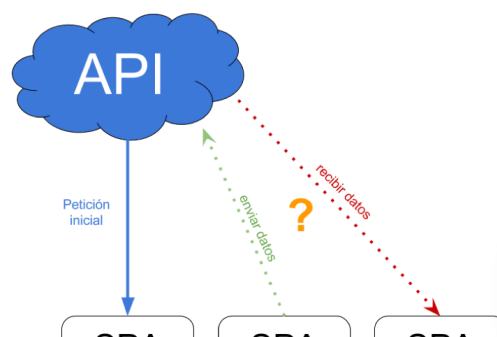 API
Petición
inicial
enviar datos
?
recibir datos